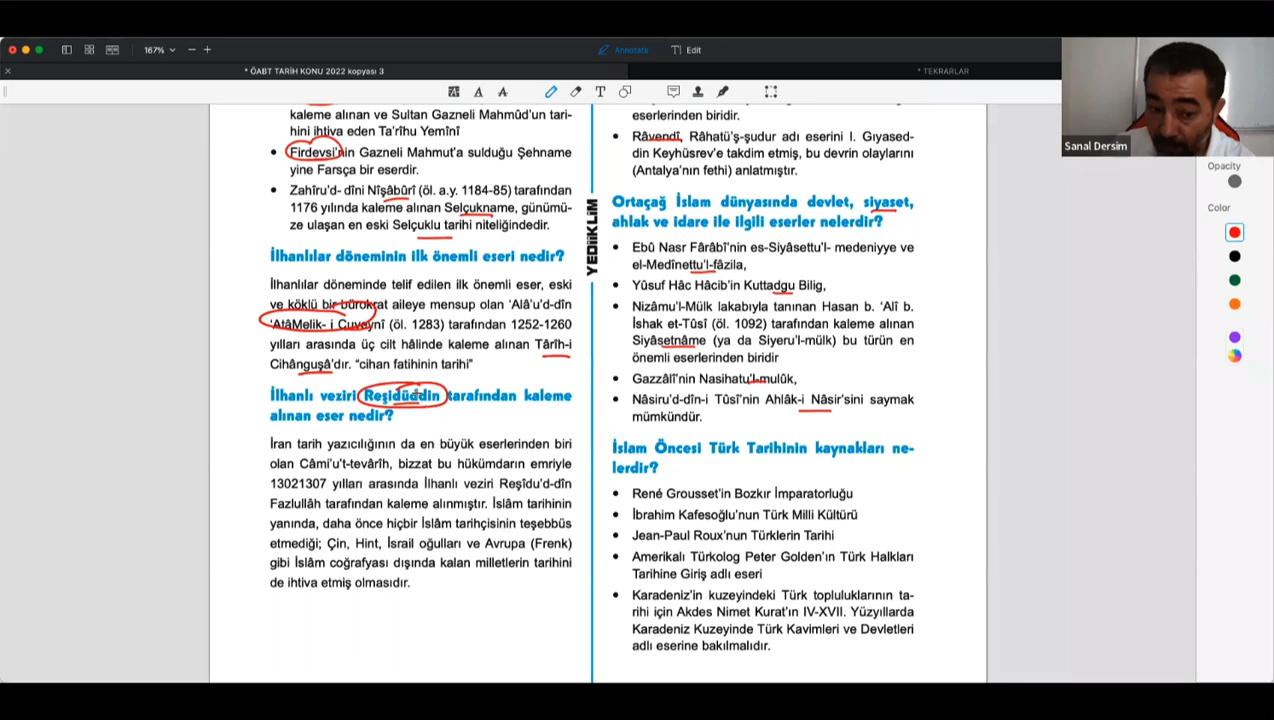 167%
Annotate
Edit
* ÖABT TARİH KONU 2022 kopyası 3
* TEKRARLAR
Sanal Dersim
Opacity
Color
kaleme alınan ve Sultan Gazneli Mahmûd'un tari-
hini ihtiva eden Ta'rîhu Yemînî
• Firdevsi'nin Gazneli Mahmut'a sulduğu Şehname
yine Farsça bir eserdir.
• Zahîru'd- dîni Nîşâbûrî (öl. a.y. 1184-85) tarafından
1176 yılında kaleme alınan Selçukname, günümü-
ze ulaşan en eski Selçuklu tarihi niteliğindedir.
İlhanlılar döneminin ilk önemli eseri nedir?
İlhanlılar döneminde telif edilen ilk önemli eser, eski
ve köklü bir bürokrat aileye mensup olan 'Alâ'u'd-dîn
'AtâMelik- i Cuveynî (öl. 1283) tarafından 1252-1260
yılları arasında üç cilt hâlinde kaleme alınan Târîh-i
Cihânguşâ'dır. “cihan fatihinin tarihi”
İlhanlı veziri Reşidüddin tarafından kaleme
alınan eser nedir?
İran tarih yazıcılığının da en büyük eserlerinden biri
olan Câmi'u't-tevârîh, bizzat bu hükümdarın emriyle
13021307 yılları arasında İlhanlı veziri Reşîdu'd-dîn
Fazlullâh tarafından kaleme alınmıştır. İslâm tarihinin
yanında, daha önce hiçbir İslâm tarihçisinin teşebbüs
etmediği; Çin, Hint, İsrail oğulları ve Avrupa (Frenk)
gibi İslâm coğrafyası dışında kalan milletlerin tarihini
de ihtiva etmiş olmasıdır.
YEDİİKLİM
eserlerinden biridir.
• Râvendî, Râhatü'ş-şudur adı eserini I. Gıyased-
din Keyhüsrev'e takdim etmiş, bu devrin olaylarını
(Antalya'nın fethi) anlatmıştır.
Ortaçağ İslam dünyasında devlet, siyaset,
ahlak ve idare ile ilgili eserler nelerdir?
• Ebû Nasr Fârâbî'nin es-Siyâsettu'l- medeniyye ve
el-Medînettu'l-fâzila,
• Yûsuf Hâc Hâcib'in Kuttadgu Bilig,
• Nizâmu'l-Mülk lakabıyla tanınan Hasan b. 'Alî b.
İshak et-Tûsî (öl. 1092) tarafından kaleme alınan
Siyâsetnâme (ya da Siyeru'l-mülk) bu türün en
önemli eserlerinden biridir
• Gazzâlî'nin Nasihatu'l-mulûk,
• Nâsiru'd-dîn-i Tûsî'nin Ahlâk-i Nâsir'sini saymak
mümkündür.
İslam Öncesi Türk Tarihinin kaynakları ne-
lerdir?
• René Grousset'in Bozkır İmparatorluğu
• İbrahim Kafesoğlu'nun Türk Milli Kültürü
• Jean-Paul Roux'nun Türklerin Tarihi
• Amerikalı Türkolog Peter Golden'ın Türk Halkları
Tarihine Giriş adlı eseri
• Karadeniz'in kuzeyindeki Türk topluluklarının ta-
rihi için Akdes Nimet Kurat'ın IV-XVII. Yüzyıllarda
Karadeniz Kuzeyinde Türk Kavimleri ve Devletleri
adlı eserine bakılmalıdır.